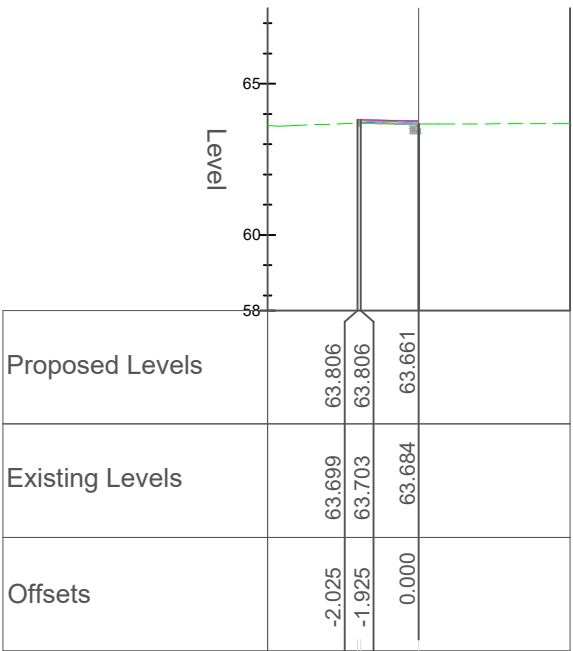 65
Level
60
58
Proposed Levels 63.806 63.806 63.661
Existing Levels 63.699 63.703 63.684
Offsets -2.025 -1.925 0.000